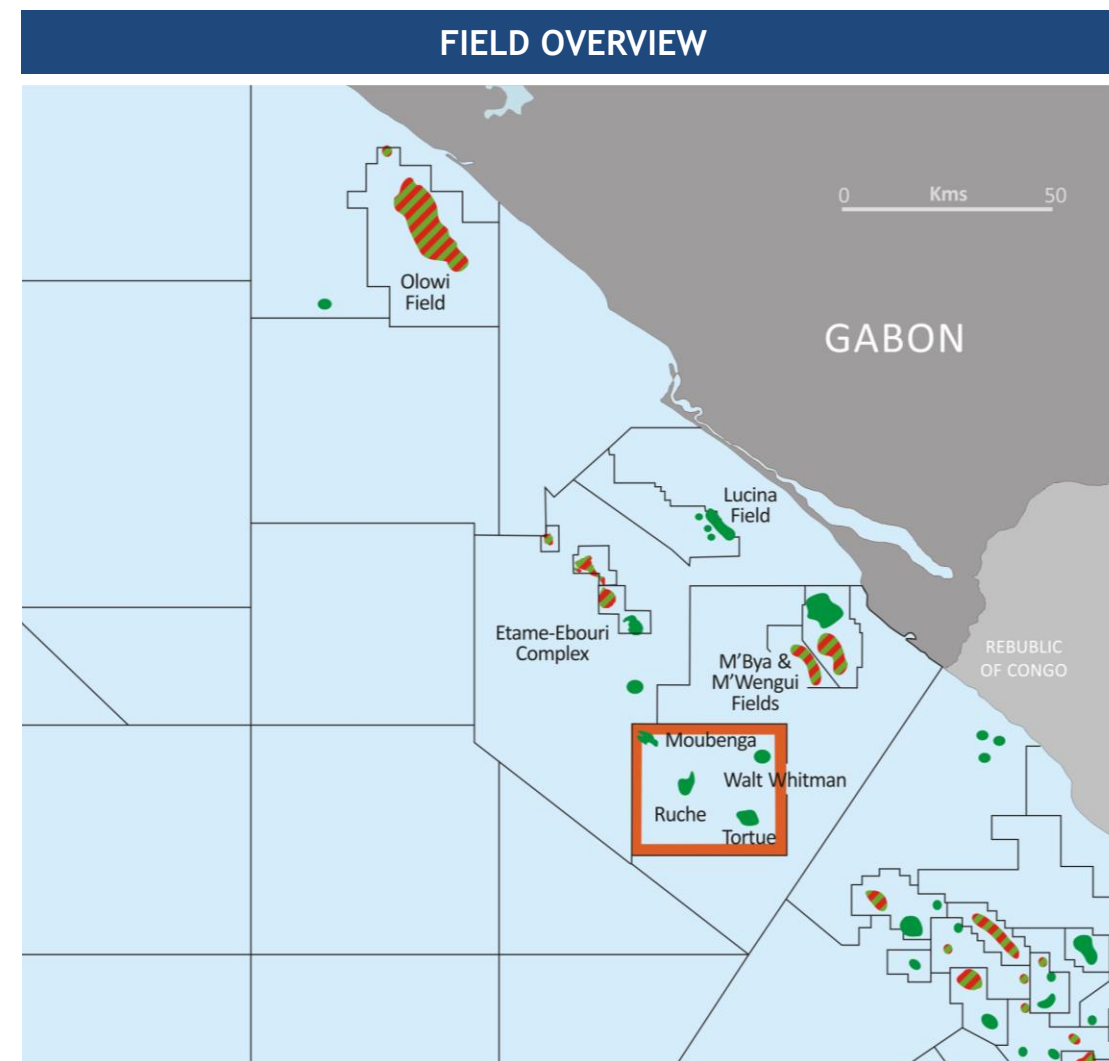 FIELD OVERVIEW
0 Kms 50
Olowi
Field
GABON
Lucina
Field
Etame-Ebouri
Complex
REBUBLIC
OF CONGO
M'Bya &
M'Wengui
Fields
Moubenga
Walt Whitman
Ruche
Tortue